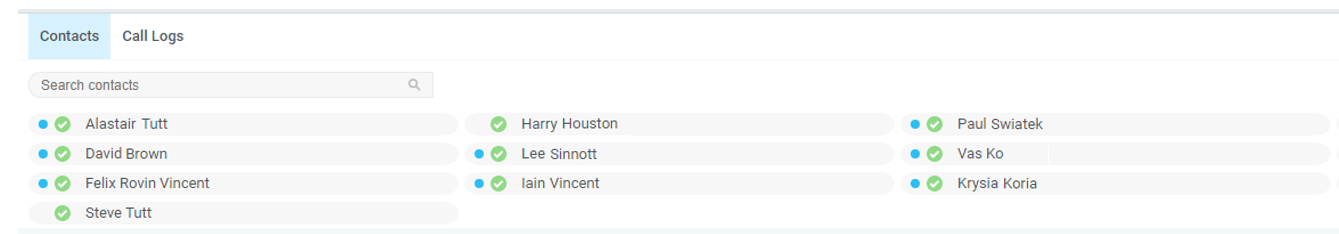 Contacts Call Logs
Search contacts
Alastair Tutt Harry Houston Paul Swiatek
David Brown Lee Sinnott Vas Ko
Felix Rovin Vincent Iain Vincent Krysia Koria
Steve Tutt